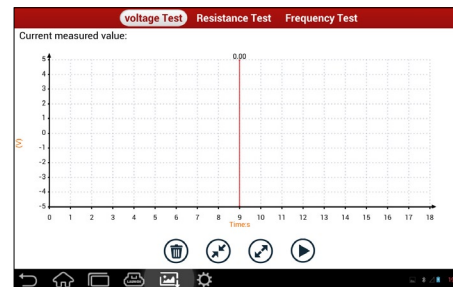 voltage Test Resistance Test Frequency Test
Current measured value:
0.00
5
4
3
2
1
0
-1
-2
-3
-4
-5
(V)
0 1 2 3 4 5 6 7 8 9 10 11 12 13 14 15 16 17 18
Time:s